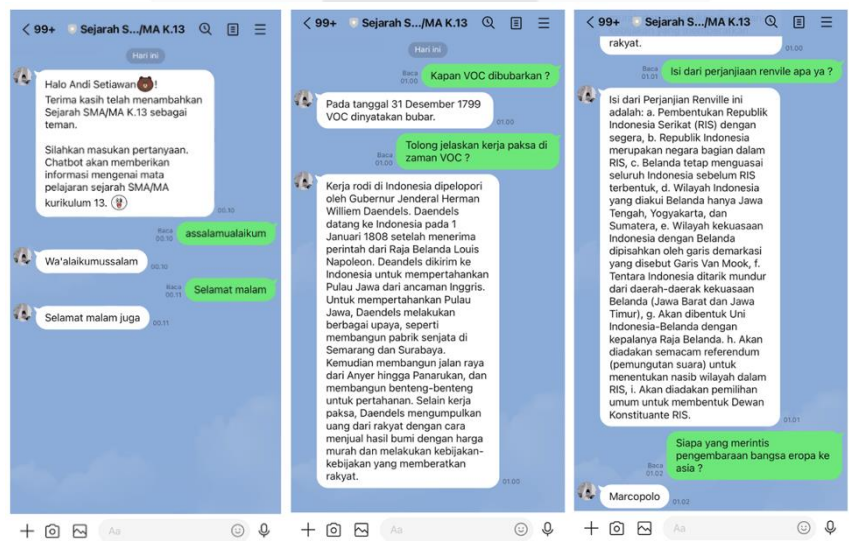 < 99+ Sejarah S.../MA K.13
Hari ini
Halo Andi Setiawan!
Terima kasih telah menambahkan
Sejarah SMA/MA K.13 sebagai
teman.
Silahkan masukan pertanyaan.
Chatbot akan memberikan
informasi mengenai mata
pelajaran sejarah SMA/MA
kurikulum 13.
00.10
Baca
00.10
assalamualaikum
Wa'alaikumussalam
00.10
Baca
00.11
Selamat malam
Selamat malam juga
00.11
Aa
< 99+ Sejarah S.../MA K.13
Hari ini
Baca
01.00
Kapan VOC dibubarkan ?
Pada tanggal 31 Desember 1799
VOC dinyatakan bubar.
01.00
Tolong jelaskan kerja paksa di
zaman VOC ?
Baca
01.00
Kerja rodi di Indonesia dipelopori
oleh Gubernur Jenderal Herman
Williem Daendels. Daendels
datang ke Indonesia pada 1
Januari 1808 setelah menerima
perintah dari Raja Belanda Louis
Napoleon. Deandels dikirim ke
Indonesia untuk mempertahankan
Pulau Jawa dari ancaman Inggris.
Untuk mempertahankan Pulau
Jawa, Daendels melakukan
berbagai upaya, seperti
membangun pabrik senjata di
Semarang dan Surabaya.
Kemudian membangun jalan raya
dari Anyer hingga Panarukan, dan
membangun benteng-benteng
untuk pertahanan. Selain kerja
paksa, Daendels mengumpulkan
uang dari rakyat dengan cara
menjual hasil bumi dengan harga
murah dan melakukan kebijakan-
kebijakan yang memberatkan
rakyat.
01.00
Aa
< 99+ Sejarah S.../MA K.13
rakyat.
01.00
Baca
01.01
Isi dari perjanjiaan renvile apa ya ?
Isi dari Perjanjian Renville ini
adalah: a. Pembentukan Republik
Indonesia Serikat (RIS) dengan
segera, b. Republik Indonesia
merupakan negara bagian dalam
RIS, c. Belanda tetap menguasai
seluruh Indonesia sebelum RIS
terbentuk, d. Wilayah Indonesia
yang diakui Belanda hanya Jawa
Tengah, Yogyakarta, dan
Sumatera, e. Wilayah kekuasaan
Indonesia dengan Belanda
dipisahkan oleh garis demarkasi
yang disebut Garis Van Mook, f.
Tentara Indonesia ditarik mundur
dari daerah-daerah kekuasaan
Belanda (Jawa Barat dan Jawa
Timur), g. Akan dibentuk Uni
Indonesia-Belanda dengan
kepalanya Raja Belanda. h. Akan
diadakan semacam referendum
(pemungutan suara) untuk
menentukan nasib wilayah dalam
RIS, i. Akan diadakan pemilihan
umum untuk membentuk Dewan
Konstituante RIS.
01.01
Siapa yang merintis
pengembaraan bangsa eropa ke
asia ?
Baca
01.02
Marcopolo
01.02
Aa